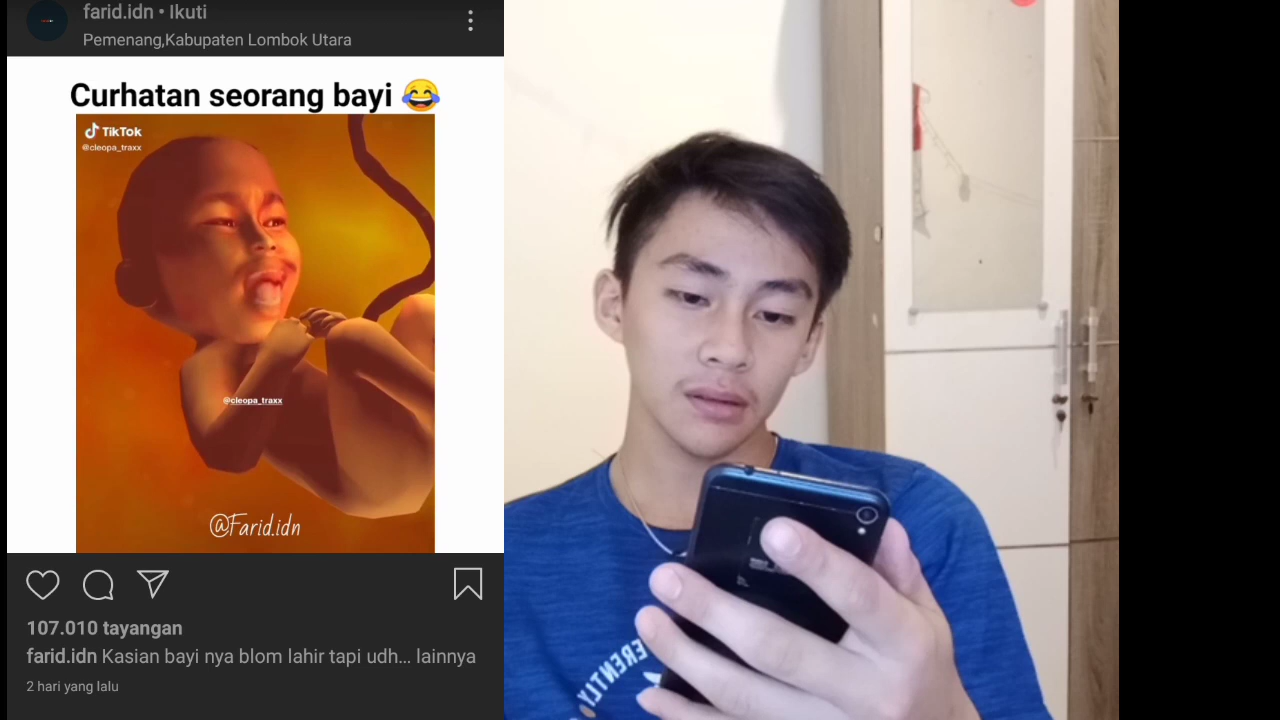 farid.idn • Ikuti
Pemenang,Kabupaten Lombok Utara
Curhatan seorang bayi 😂
TikTok
@cleopa_traxx
@cleopa_traxx
@Farid.idn
107.010 tayangan
farid.idn Kasian bayi nya blom lahir tapi udh... lainnya
2 hari yang lalu
ERENTLY